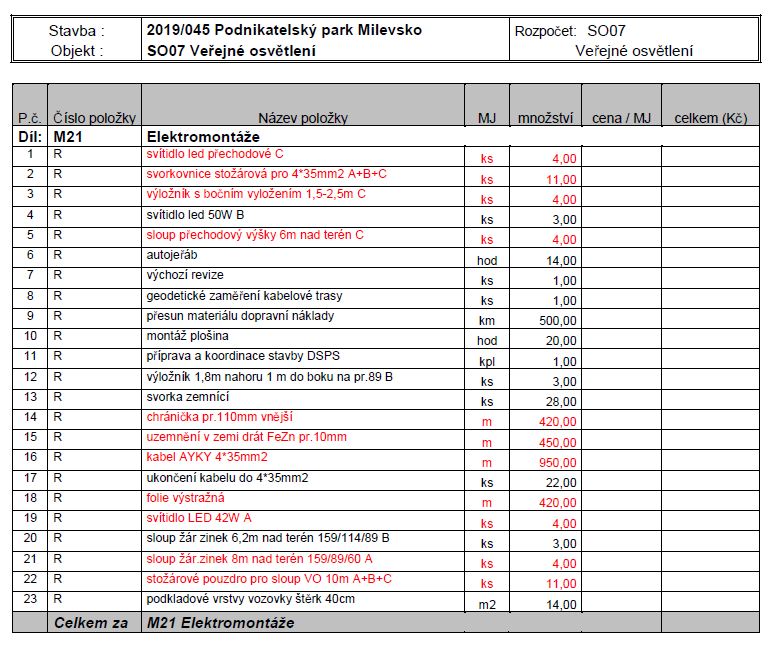 Stavba : 2019/045 Podnikatelský park Milevsko Rozpočet: SO07
Objekt : SO07 Veřejné osvětlení Veřejné osvětlení
P.č. Číslo položky Název položky MJ množství cena / MJ celkem (Kč)
Díl: M21 Elektromontáže
1 R svítidlo led přechodové C ks 4,00
2 R svorkovnice stožárová pro 4*35mm2 A+B+C ks 11,00
3 R výložník s bočním vyložením 1,5-2,5m C ks 4,00
4 R svítidlo led 50W B ks 3,00
5 R sloup přechodový výšky 6m nad terén C ks 4,00
6 R autojeřáb hod 14,00
7 R výchozí revize ks 1,00
8 R geodetické zaměření kabelové trasy ks 1,00
9 R přesun materiálu dopravní náklady km 500,00
10 R montáž plošina hod 20,00
11 R příprava a koordinace stavby DSPS kpl 1,00
12 R výložník 1,8m nahoru 1 m do boku na pr.89 B ks 3,00
13 R svorka zemnící ks 28,00
14 R chránička pr.110mm vnější m 420,00
15 R uzemnění v zemi drát FeZn pr.10mm m 450,00
16 R kabel AYKY 4*35mm2 m 950,00
17 R ukončení kabelu do 4*35mm2 ks 22,00
18 R folie výstražná m 420,00
19 R svítidlo LED 42W A ks 4,00
20 R sloup žár zinek 6,2m nad terén 159/114/89 B ks 3,00
21 R sloup žár.zinek 8m nad terén 159/89/60 A ks 4,00
22 R stožárové pouzdro pro sloup VO 10m A+B+C ks 11,00
23 R podkladové vrstvy vozovky štěrk 40cm m2 14,00
Celkem za M21 Elektromontáže